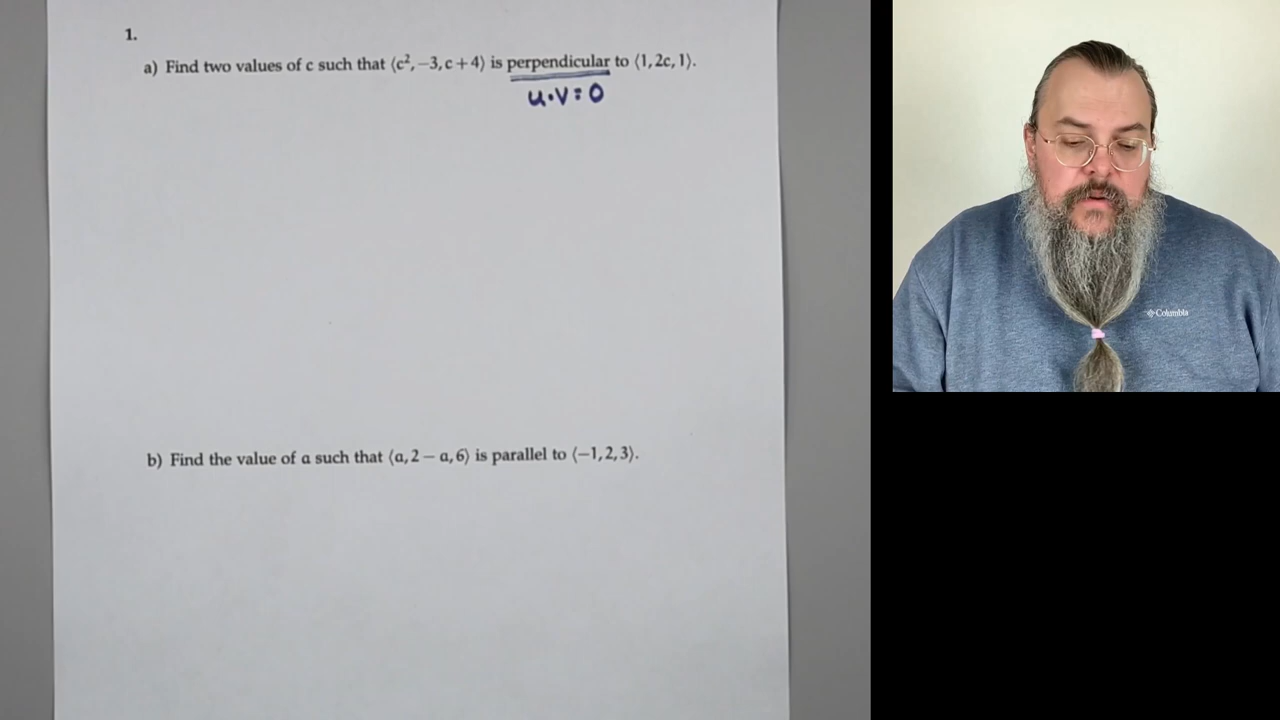 1.
a) Find two values of c such that ⟨c², −3, c + 4⟩ is perpendicular to ⟨1, 2c, 1⟩.
u·v=0
b) Find the value of a such that ⟨a, 2 − a, 6⟩ is parallel to ⟨−1, 2, 3⟩.
Columbia